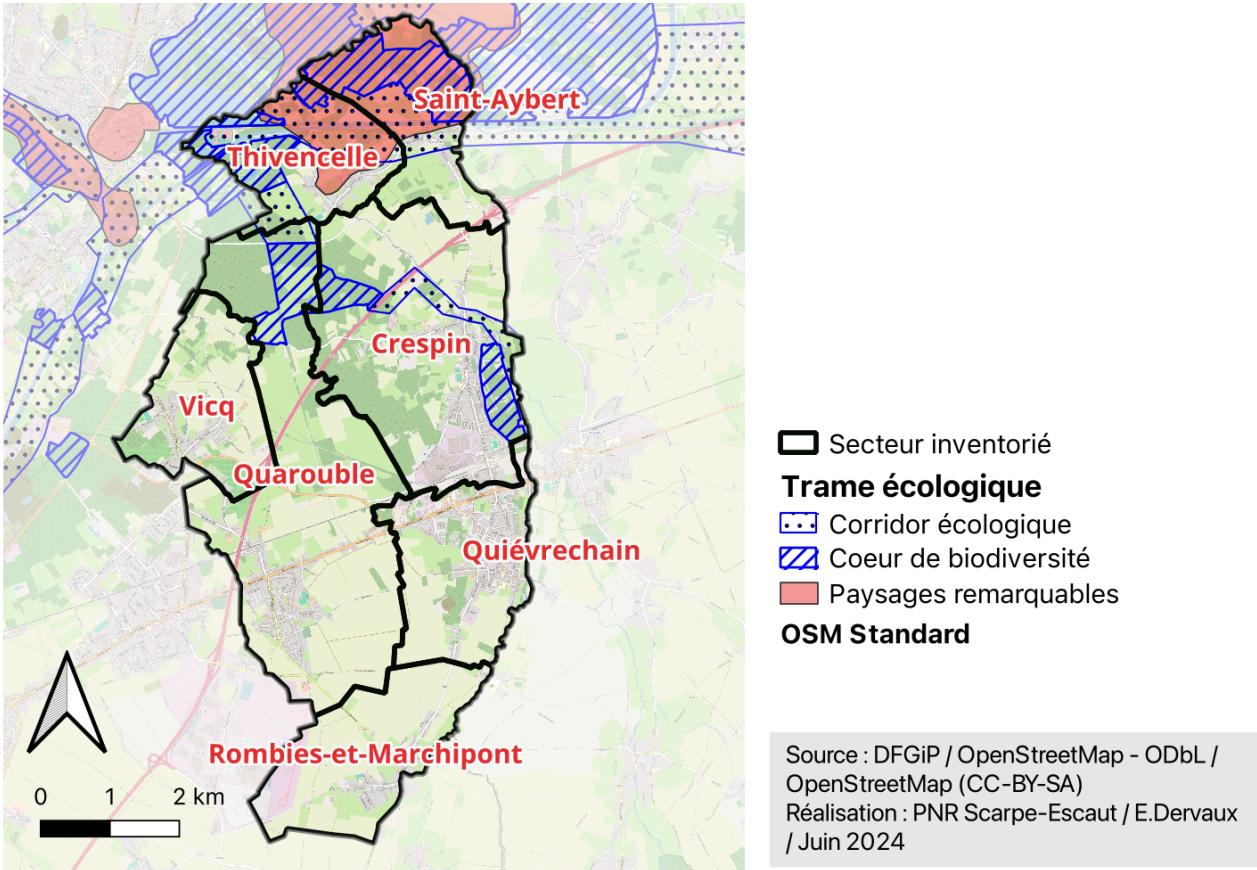 Saint-Aybert
Thivencelle
Crespin
Vicq
Quarouble
Quiévrechain
Rombies-et-Marchipont
0 1 2 km
Secteur inventorié
Trame écologique
Corridor écologique
Coeur de biodiversité
Paysages remarquables
OSM Standard
Source : DFGiP / OpenStreetMap - ODbL /
OpenStreetMap (CC-BY-SA)
Réalisation : PNR Scarpe-Escaut / E.Dervaux
/ Juin 2024